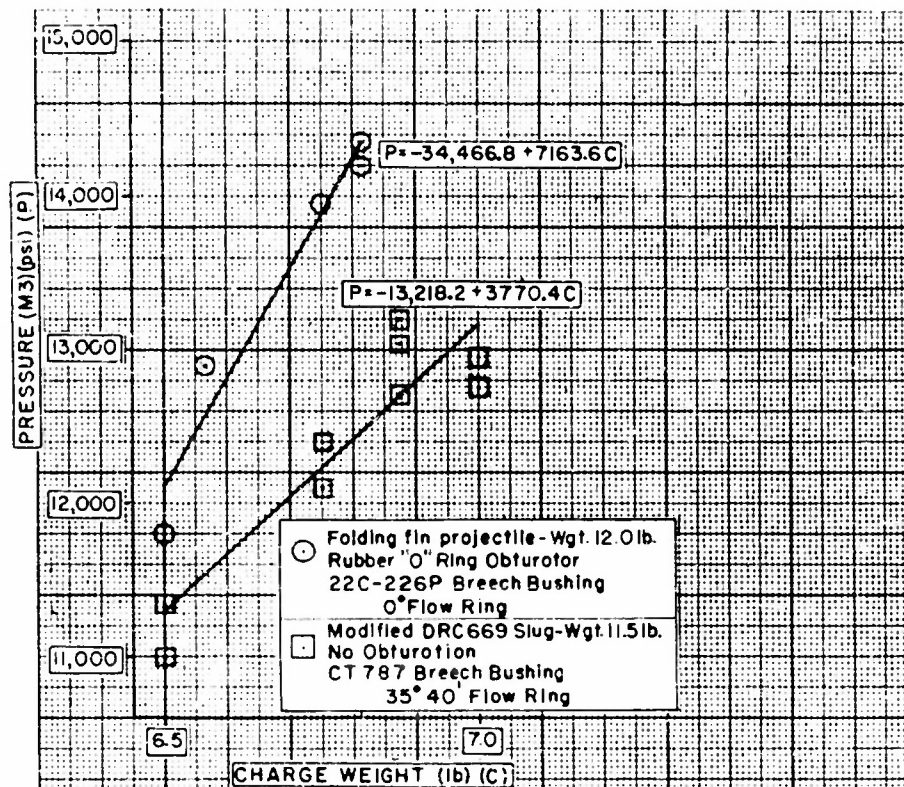 15,000
P=-34,466.8 +7163.6C
14,000
PRESSURE (M3)(psi) (P)
P=-13,218.2 +3770.4C
13,000
12,000
Folding fin projectile-Wgt. 12.0 lb.
Rubber "O" Ring Obturotor
22C-226P Breech Bushing
0° Flow Ring
Modified DRC669 Slug-Wgt. 11.5 lb.
No Obturation
CT 787 Breech Bushing
35° 40' Flow Ring
11,000
6.5
7.0
CHARGE WEIGHT (lb) (C)